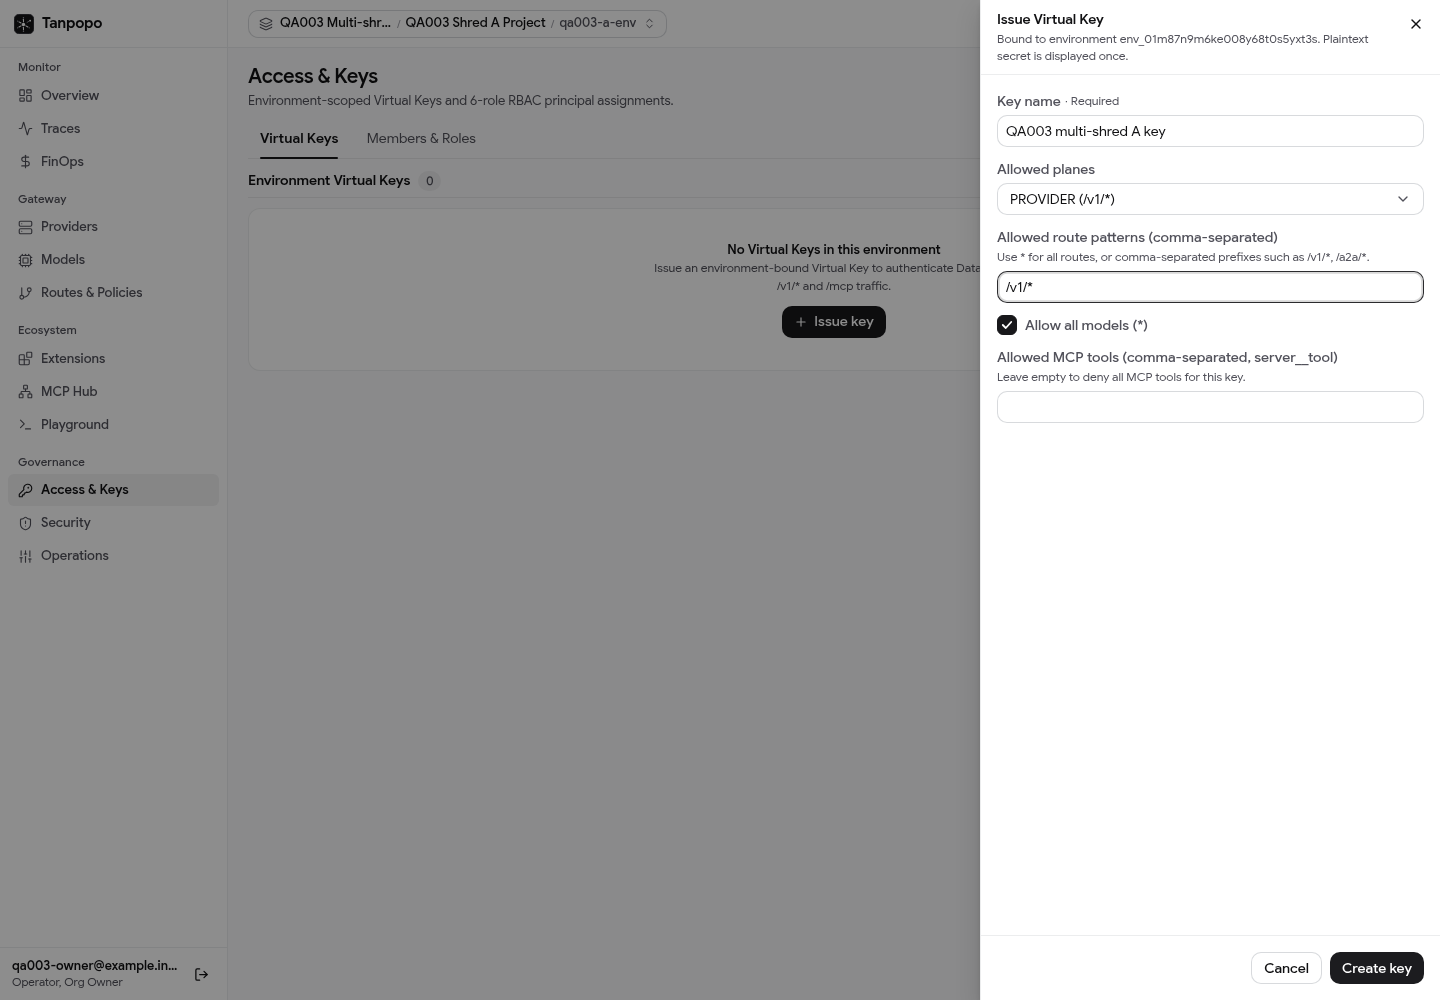 Tanpopo
Monitor
Overview
Traces
FinOps
Gateway
Providers
Models
Routes & Policies
Ecosystem
Extensions
MCP Hub
Playground
Governance
Access & Keys
Security
Operations
qa003-owner@example.in...
Operator, Org Owner
QA003 Multi-shr... / QA003 Shred A Project / qa003-a-env
Access & Keys
Environment-scoped Virtual Keys and 6-role RBAC principal assignments.
Virtual Keys
Members & Roles
Environment Virtual Keys 0
No Virtual Keys in this environment
Issue an environment-bound Virtual Key to authenticate Data
/v1/* and /mcp traffic.
Issue key
Issue Virtual Key
Bound to environment env_01m87n9m6ke008y68t0s5yxt3s. Plaintext
secret is displayed once.
Key name · Required
QA003 multi-shred A key
Allowed planes
PROVIDER (/v1/*)
Allowed route patterns (comma-separated)
Use * for all routes, or comma-separated prefixes such as /v1/*, /a2a/*.
/v1/*
Allow all models (*)
Allowed MCP tools (comma-separated, server__tool)
Leave empty to deny all MCP tools for this key.
Cancel
Create key